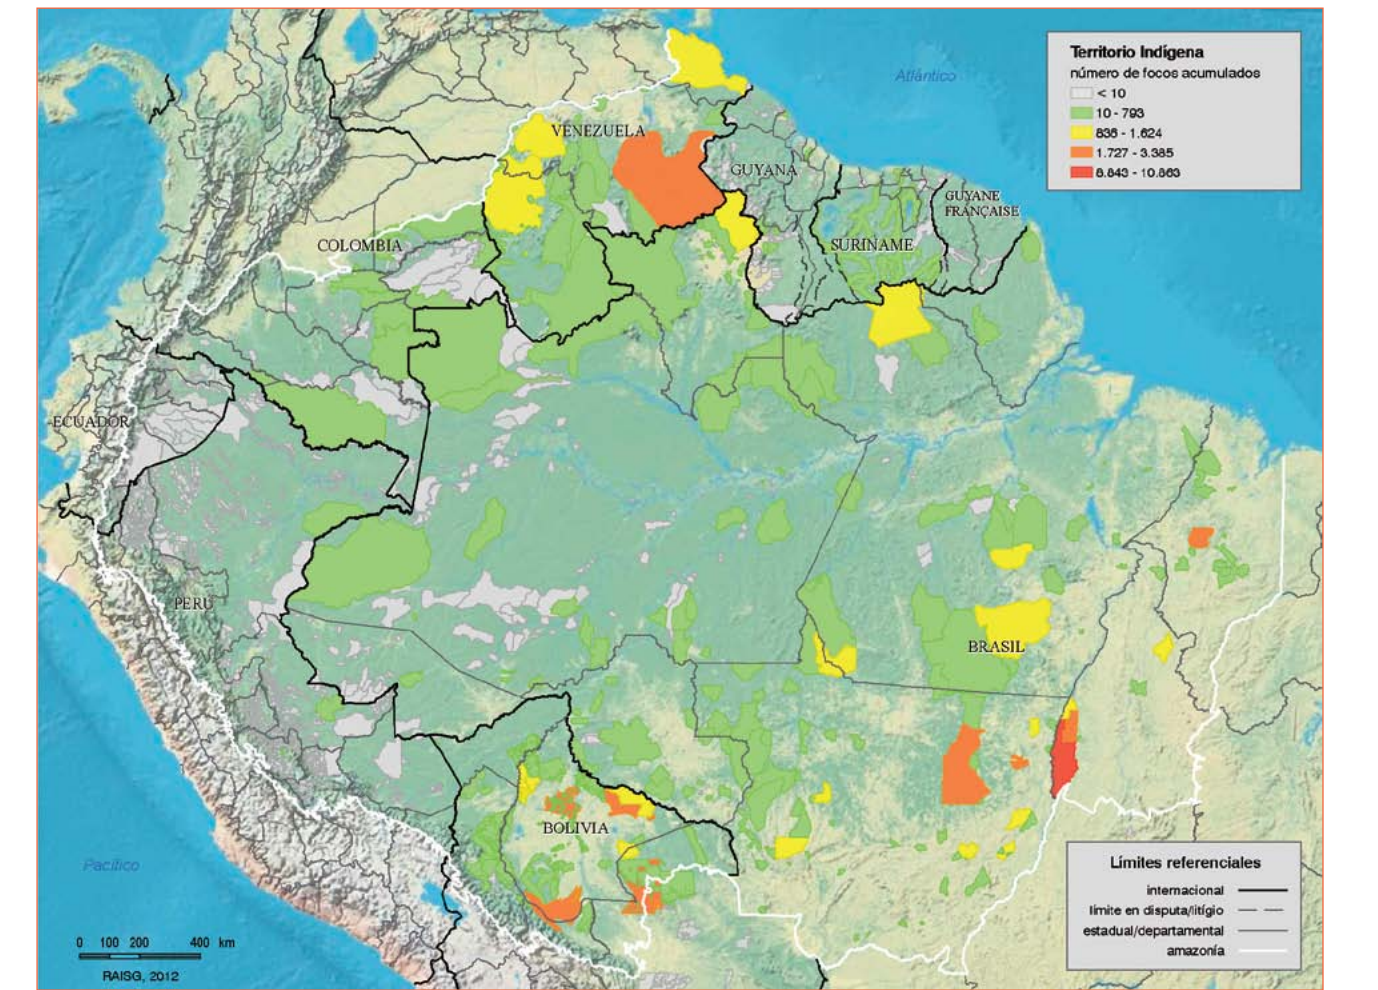 Atlántico
Territorio Indígena
número de focos acumulados
< 10
10 - 793
836 - 1.624
1.727 - 3.385
8.843 - 10.863
VENEZUELA
GUYANA
GUYANE
FRANÇAISE
COLOMBIA
SURINAME
ECUADOR
PERÚ
BRASIL
BOLIVIA
Pacífico
Límites referenciales
internacional
límite en disputa/litígio
estadual/departamental
amazonía
0 100 200 400 km
RAISG, 2012